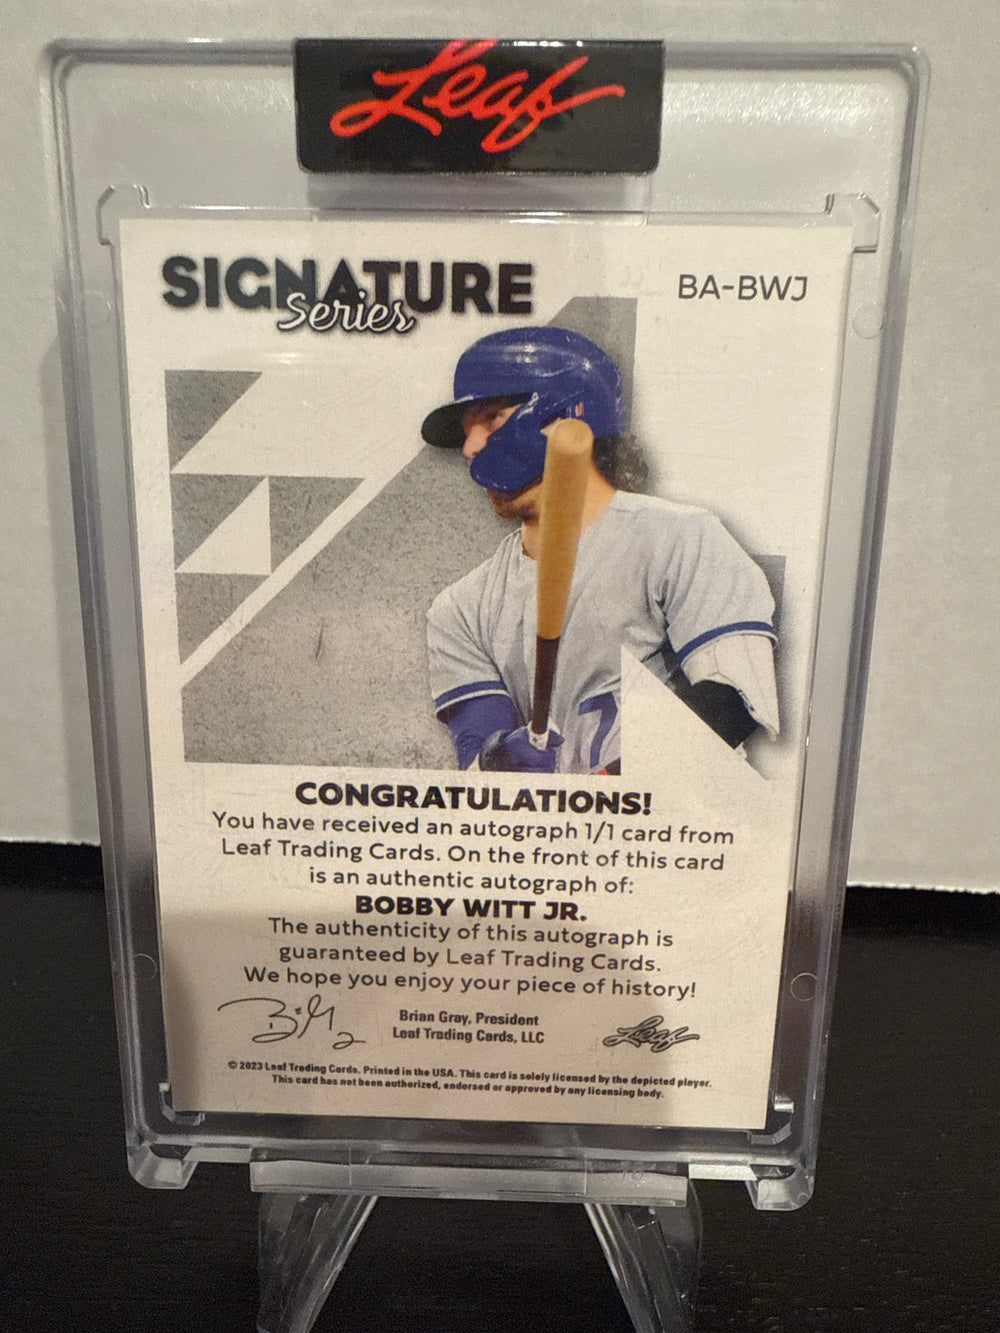 Leaf
SIGNATURE
Series
BA-BWJ
7
CONGRATULATIONS!
You have received an autograph 1/1 card from
Leaf Trading Cards. On the front of this card
is an authentic autograph of:
BOBBY WITT JR.
The authenticity of this autograph is
guaranteed by Leaf Trading Cards.
We hope you enjoy your piece of history!
Brian Gray, President
Leaf Trading Cards, LLC
Leaf
© 2023 Leaf Trading Cards. Printed in the USA. This card is solely licensed by the depicted player.
This card has not been authorized, endorsed or approved by any licensing body.